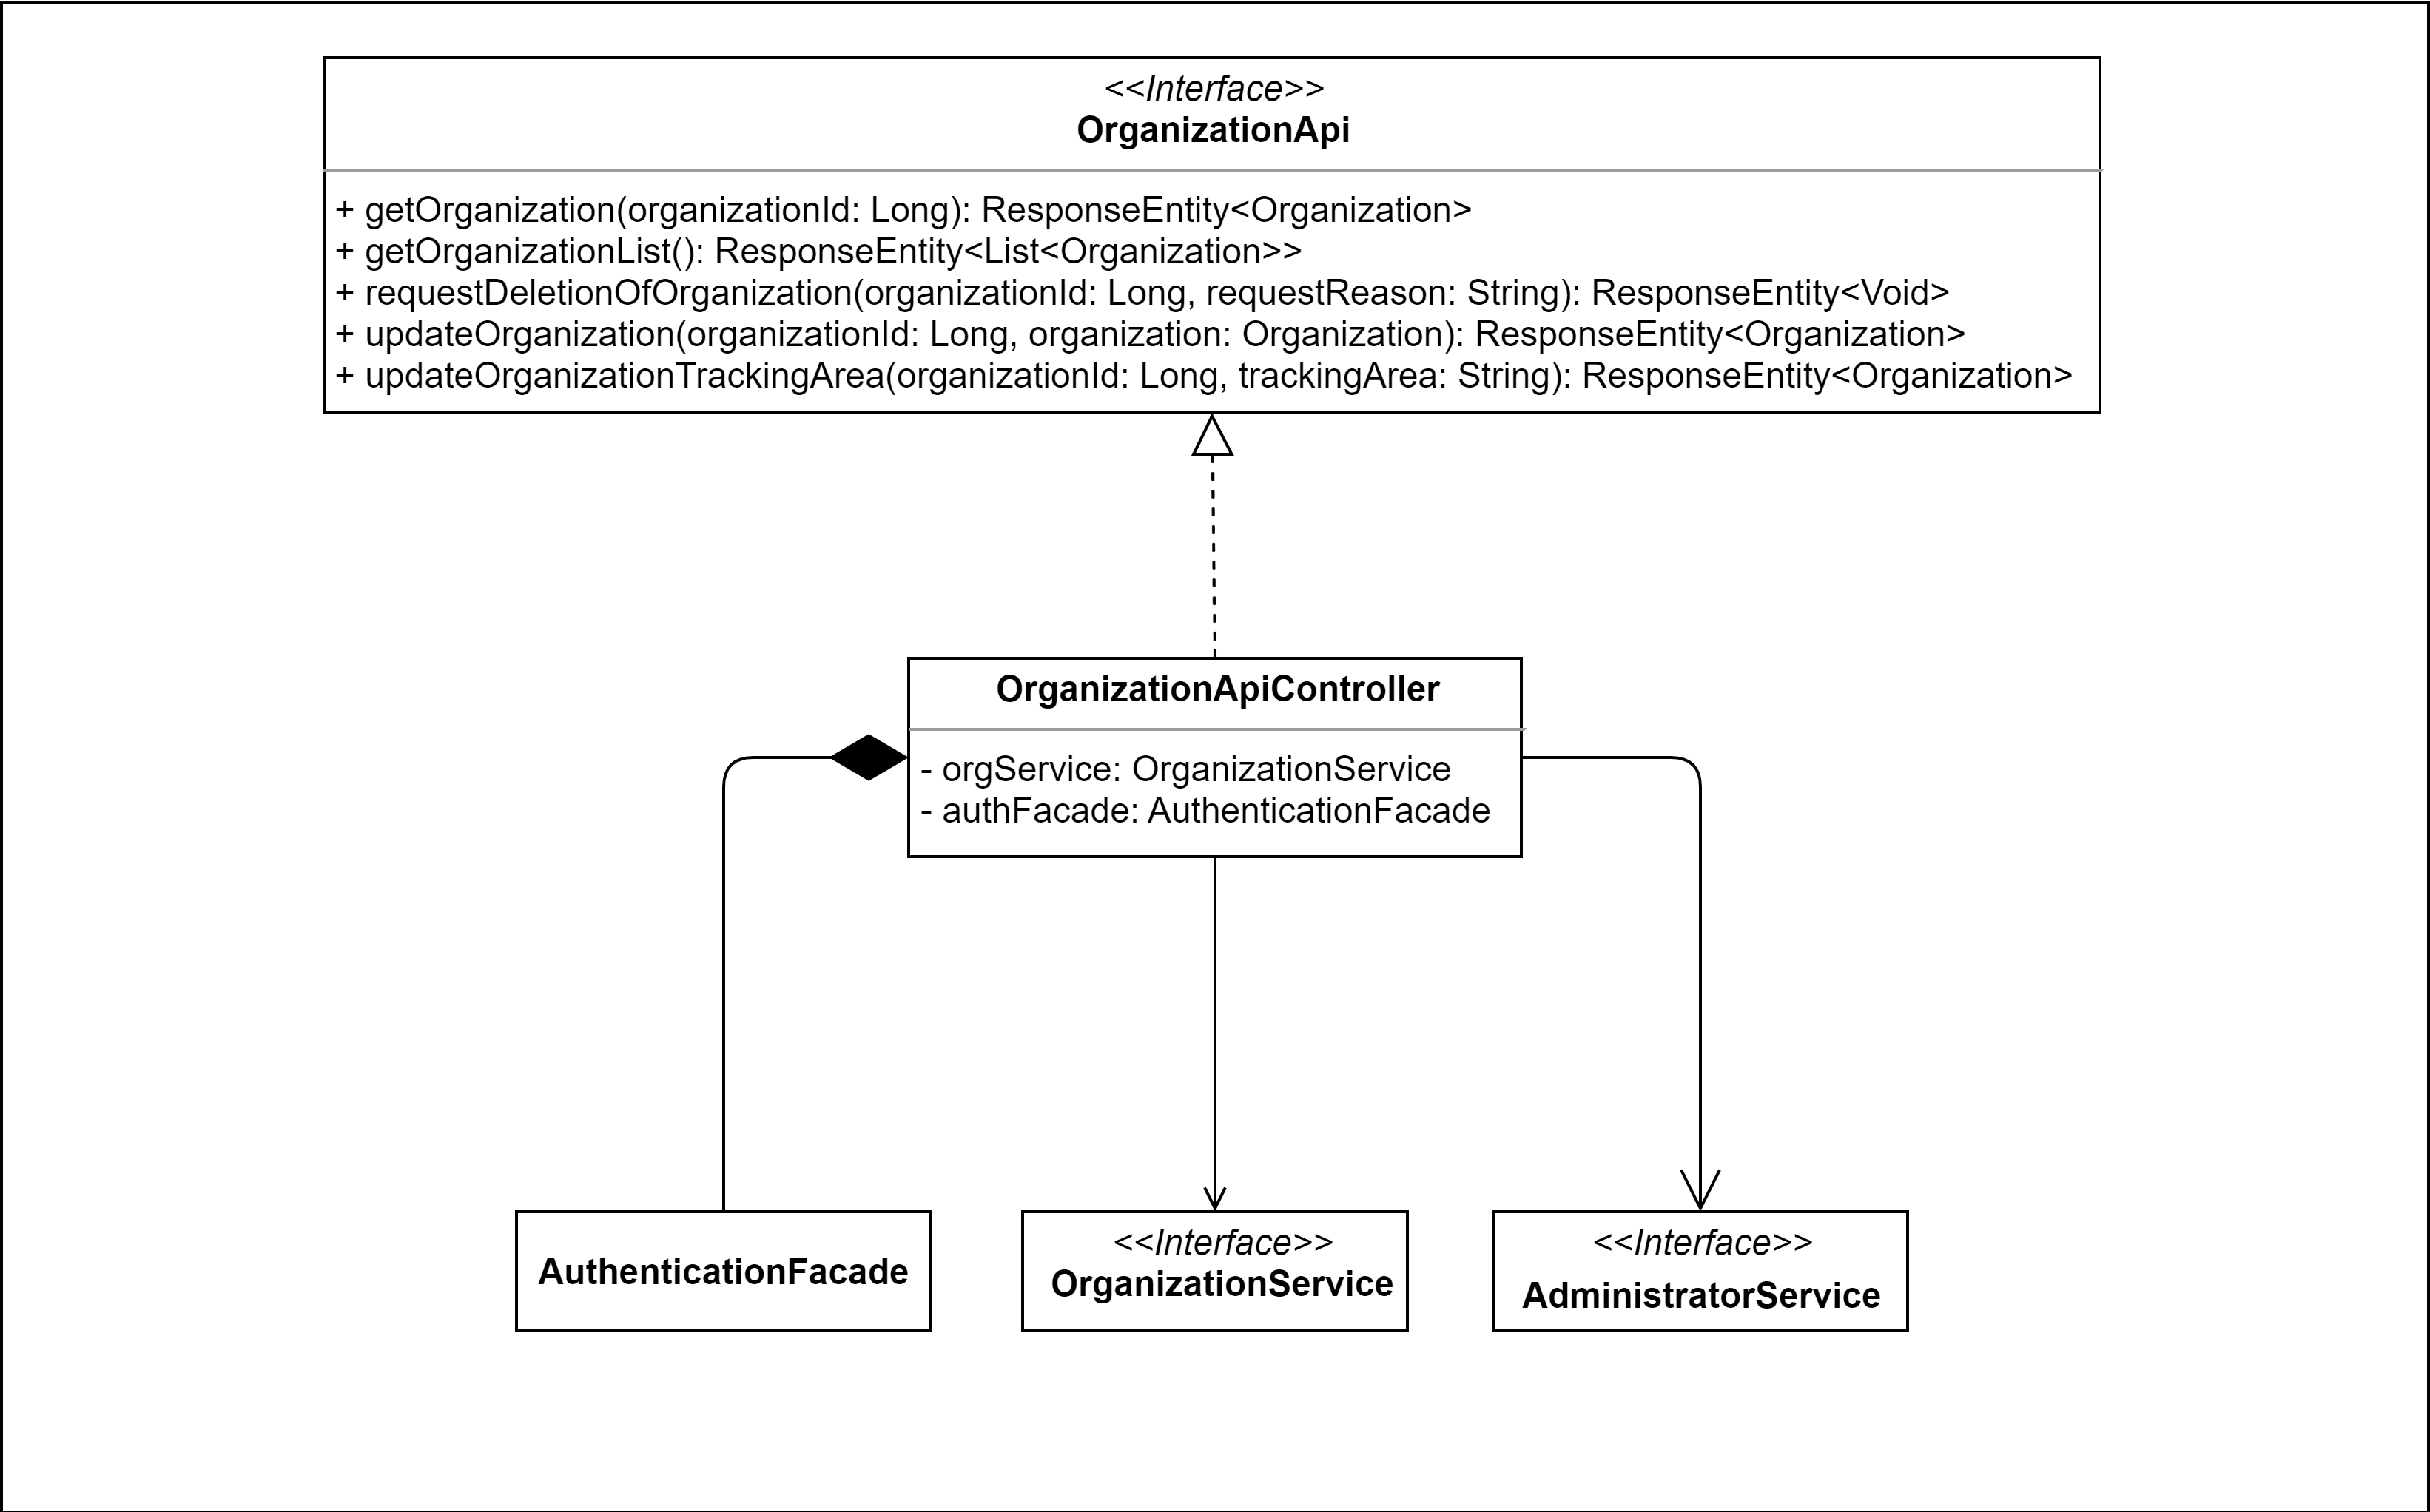 <<Interface>>
OrganizationApi
+ getOrganization(organizationId: Long): ResponseEntity<Organization>
+ getOrganizationList(): ResponseEntity<List<Organization>>
+ requestDeletionOfOrganization(organizationId: Long, requestReason: String): ResponseEntity<Void>
+ updateOrganization(organizationId: Long, organization: Organization): ResponseEntity<Organization>
+ updateOrganizationTrackingArea(organizationId: Long, trackingArea: String): ResponseEntity<Organization>
OrganizationApiController
- orgService: OrganizationService
- authFacade: AuthenticationFacade
AuthenticationFacade
<<Interface>>
OrganizationService
<<Interface>>
AdministratorService